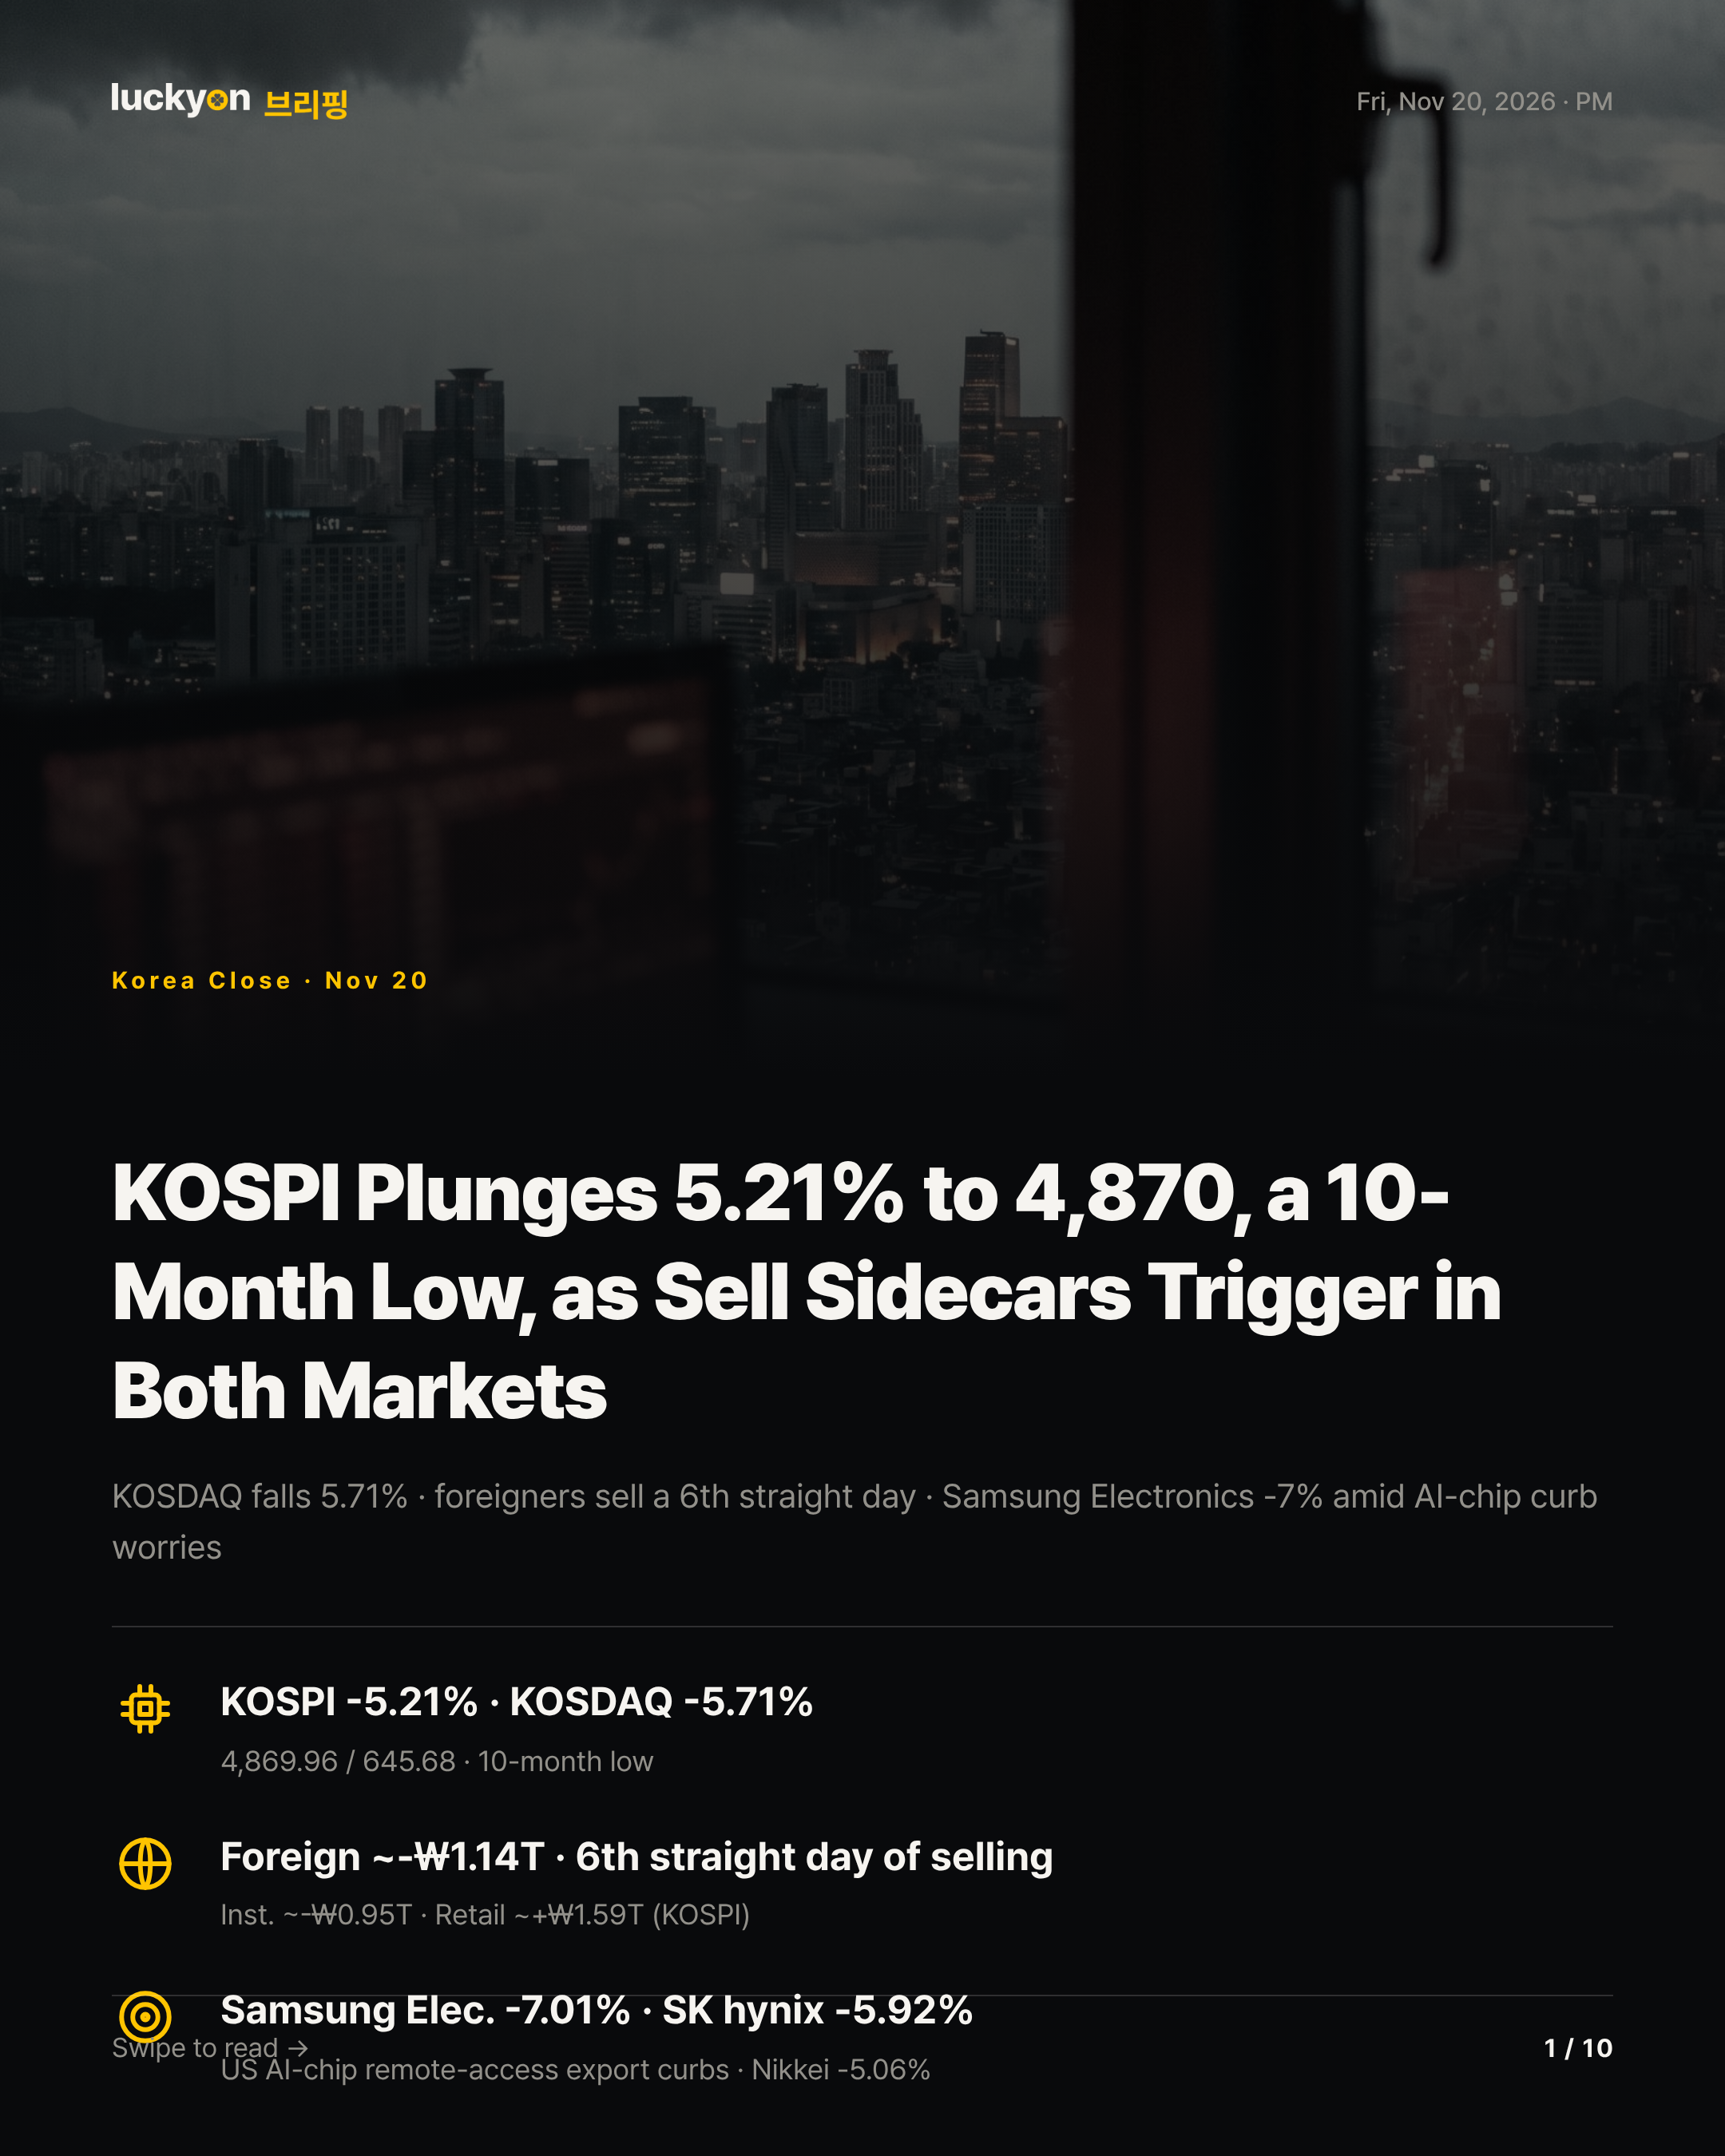 luckyon 브리핑
Fri, Nov 20, 2026 · PM
Korea Close · Nov 20
KOSPI Plunges 5.21% to 4,870, a 10-
Month Low, as Sell Sidecars Trigger in
Both Markets
KOSDAQ falls 5.71% · foreigners sell a 6th straight day · Samsung Electronics -7% amid AI-chip curb
worries
KOSPI -5.21% · KOSDAQ -5.71%
4,869.96 / 645.68 · 10-month low
Foreign ~-₩1.14T · 6th straight day of selling
Inst. ~-₩0.95T · Retail ~+₩1.59T (KOSPI)
Samsung Elec. -7.01% · SK hynix -5.92%
US AI-chip remote-access export curbs · Nikkei -5.06%
Swipe to read →
1 / 10